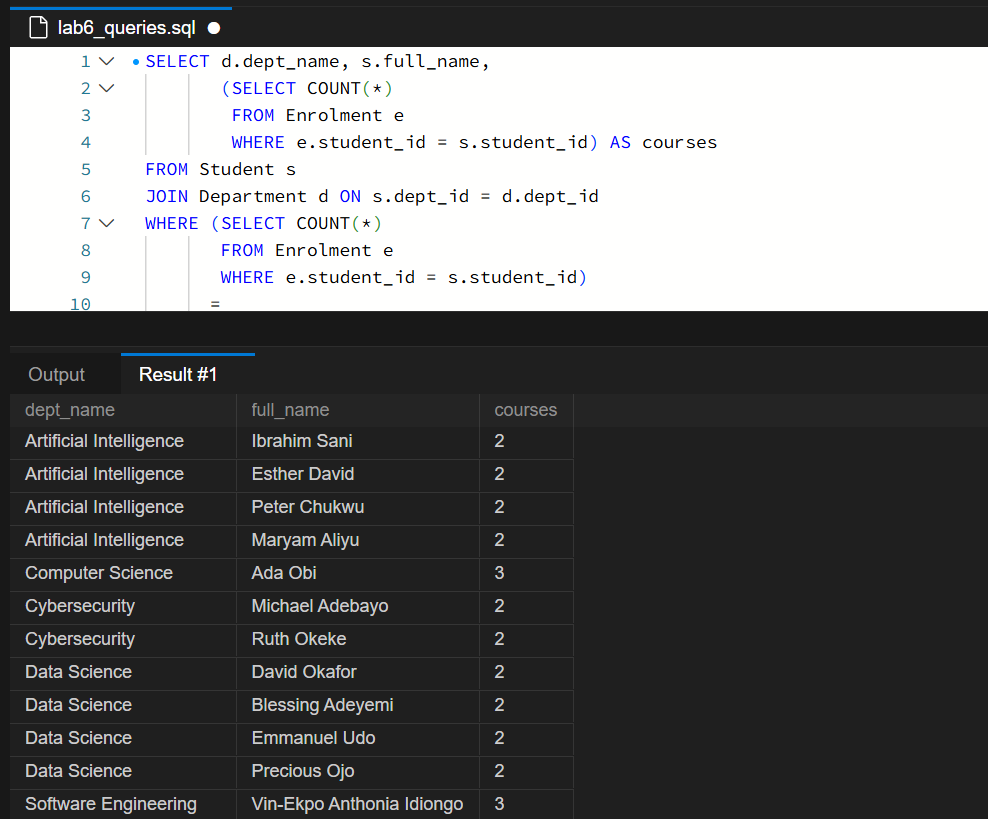 lab6_queries.sql
1 SELECT d.dept_name, s.full_name,
2 (SELECT COUNT(*)
3 FROM Enrolment e
4 WHERE e.student_id = s.student_id) AS courses
5 FROM Student s
6 JOIN Department d ON s.dept_id = d.dept_id
7 WHERE (SELECT COUNT(*)
8 FROM Enrolment e
9 WHERE e.student_id = s.student_id)
10 =
Output Result #1
dept_name full_name courses
Artificial Intelligence Ibrahim Sani 2
Artificial Intelligence Esther David 2
Artificial Intelligence Peter Chukwu 2
Artificial Intelligence Maryam Aliyu 2
Computer Science Ada Obi 3
Cybersecurity Michael Adebayo 2
Cybersecurity Ruth Okeke 2
Data Science David Okafor 2
Data Science Blessing Adeyemi 2
Data Science Emmanuel Udo 2
Data Science Precious Ojo 2
Software Engineering Vin-Ekpo Anthonia Idiongo 3